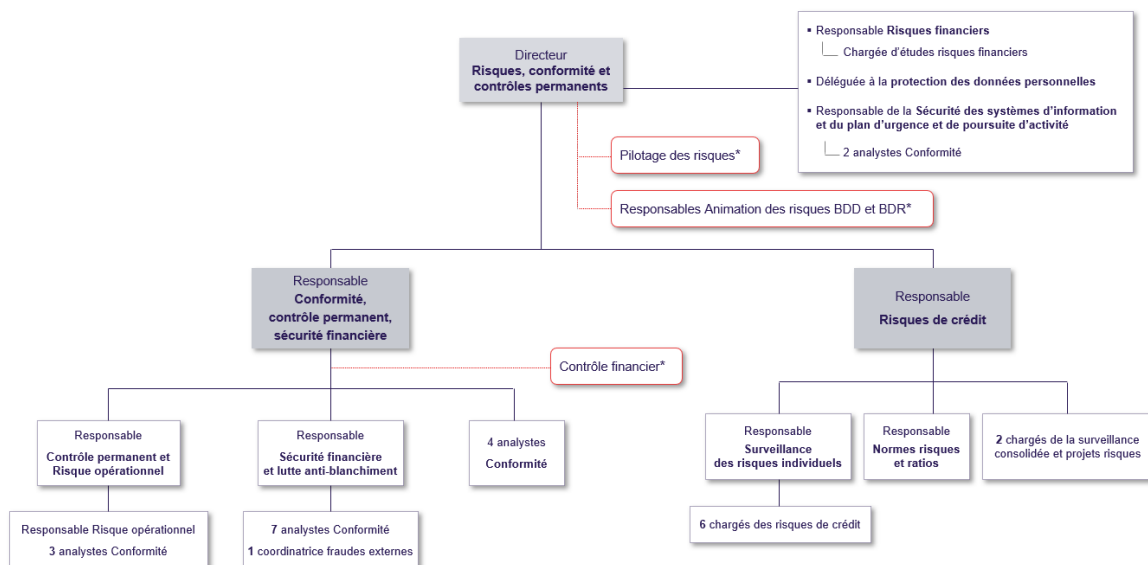 Directeur
Risques, conformité et
contrôles permanents
▪ Responsable Risques financiers
Chargée d'études risques financiers
▪ Déléguée à la protection des données personnelles
▪ Responsable de la Sécurité des systèmes d'information
et du plan d'urgence et de poursuite d'activité
2 analystes Conformité
Pilotage des risques*
Responsables Animation des risques BDD et BDR*
Responsable
Conformité,
contrôle permanent,
sécurité financière
Responsable
Risques de crédit
Contrôle financier*
Responsable
Contrôle permanent et
Risque opérationnel
Responsable
Sécurité financière
et lutte anti-blanchiment
4 analystes
Conformité
Responsable
Surveillance
des risques individuels
Responsable
Normes risques
et ratios
2 chargés de la surveillance
consolidée et projets risques
Responsable Risque opérationnel
3 analystes Conformité
7 analystes Conformité
1 coordinatrice fraudes externes
6 chargés des risques de crédit